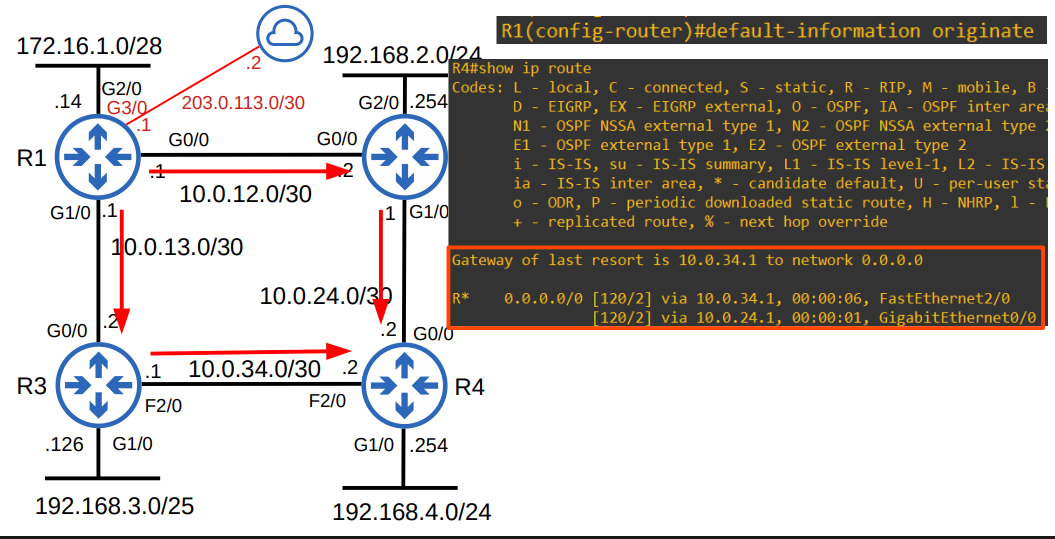 172.16.1.0/28
.2
192.168.2.0/24
R1(config-router)#default-information originate
R4#show ip route
Codes: L - local, C - connected, S - static, R - RIP, M - mobile, B -
D - EIGRP, EX - EIGRP external, O - OSPF, IA - OSPF inter area
N1 - OSPF NSSA external type 1, N2 - OSPF NSSA external type 2
E1 - OSPF external type 1, E2 - OSPF external type 2
i - IS-IS, su - IS-IS summary, L1 - IS-IS level-1, L2 - IS-IS
ia - IS-IS inter area, * - candidate default, U - per-user sta
o - ODR, P - periodic downloaded static route, H - NHRP, l -
+ - replicated route, % - next hop override
Gateway of last resort is 10.0.34.1 to network 0.0.0.0
R* 0.0.0.0/0 [120/2] via 10.0.34.1, 00:00:06, FastEthernet2/0
[120/2] via 10.0.24.1, 00:00:01, GigabitEthernet0/0
.14
G2/0
G3/0
.1
203.0.113.0/30
G2/0
.254
R1
G0/0
G0/0
.1
.2
10.0.12.0/30
G1/0
.1
.1
G1/0
10.0.13.0/30
10.0.24.0/30
G0/0
.2
.2
G0/0
R3
.1
10.0.34.0/30
.2
R4
F2/0
F2/0
.126
G1/0
G1/0
.254
192.168.3.0/25
192.168.4.0/24